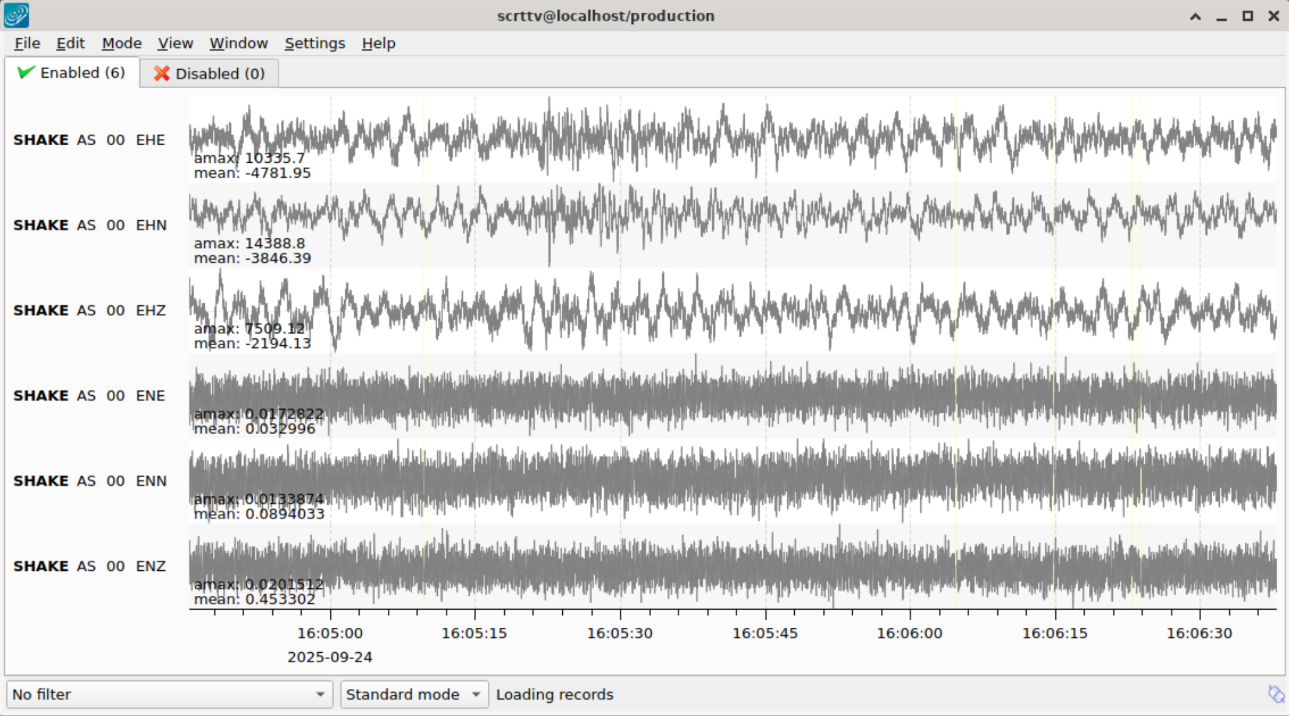 scrttv@localhost/production
File Edit Mode View Window Settings Help
Enabled (6) Disabled (0)
SHAKE AS 00 EHE
amax: 10335.7
mean: -4781.95
SHAKE AS 00 EHN
amax: 14388.8
mean: -3846.39
SHAKE AS 00 EHZ
amax: 7509.12
mean: -2194.13
SHAKE AS 00 ENE
amax: 0.0172822
mean: 0.032996
SHAKE AS 00 ENN
amax: 0.0133874
mean: 0.0894033
SHAKE AS 00 ENZ
amax: 0.0201512
mean: 0.453302
16:05:00 16:05:15 16:05:30 16:05:45 16:06:00 16:06:15 16:06:30
2025-09-24
No filter Standard mode Loading records